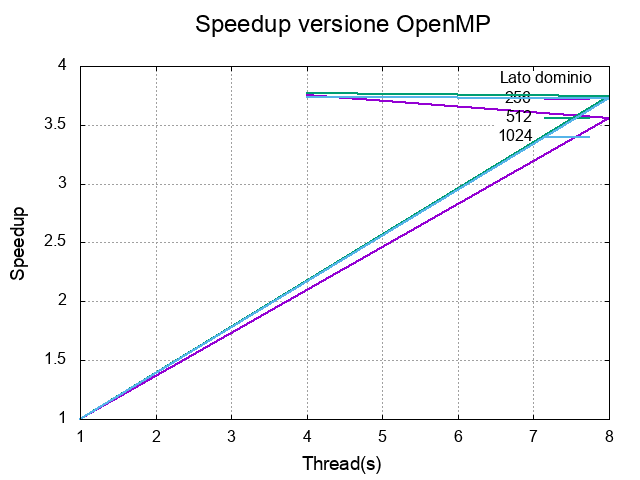 Speedup versione OpenMP
4
3.5
3
2.5
2
1.5
1
Speedup
Lato dominio
256
512
1024
1 2 3 4 5 6 7 8
Thread(s)